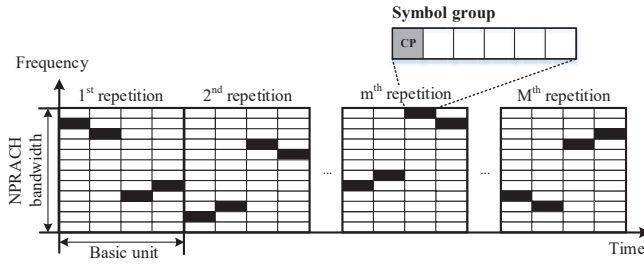 Symbol group
CP
Frequency
1st repetition
2nd repetition
mth repetition
Mth repetition
NPRACH
bandwidth
...
...
Basic unit
Time